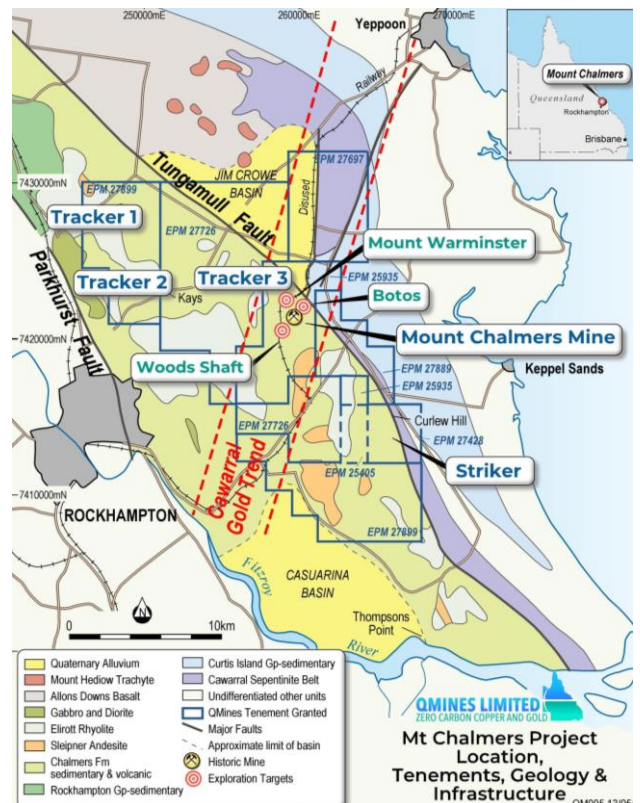 250000mE
260000mE
270000mE
Yeppoon
Mount Chalmers
Queensland
Rockhampton
Brisbane
Railway
JIM CROWE
BASIN
EPM 27697
Disused
7430000mN
EPM 27899
Tungamull Fault
Tracker 1
EPM 27726
Mount Warminster
Tracker 2
Tracker 3
EPM 25935
Kays
Botos
Parkhurst Fault
7420000mN
Mount Chalmers Mine
Woods Shaft
Keppel Sands
EPM 27889
EPM 25935
Curlew Hill
EPM 27726
EPM 27428
Cawarral
Gold Trend
Striker
EPM 25405
7410000mN
ROCKHAMPTON
EPM 27899
Fitzroy
River
CASUARINA
BASIN
Thompsons
Point
N
0
10km
Quaternary Alluvium
Mount Hediow Trachyte
Allons Downs Basalt
Gabbro and Diorite
Elirott Rhyolite
Sleipner Andesite
Chalmers Fm
sedimentary & volcanic
Rockhampton Gp-sedimentary
Curtis Island Gp-sedimentary
Cawarral Sepentinite Belt
Undifferentiated other units
QMines Tenement Granted
Major Faults
Approximate limit of basin
Historic Mine
Exploration Targets
QMINES LIMITED
ZERO CARBON COPPER AND GOLD
Mt Chalmers Project
Location,
Tenements, Geology &
Infrastructure